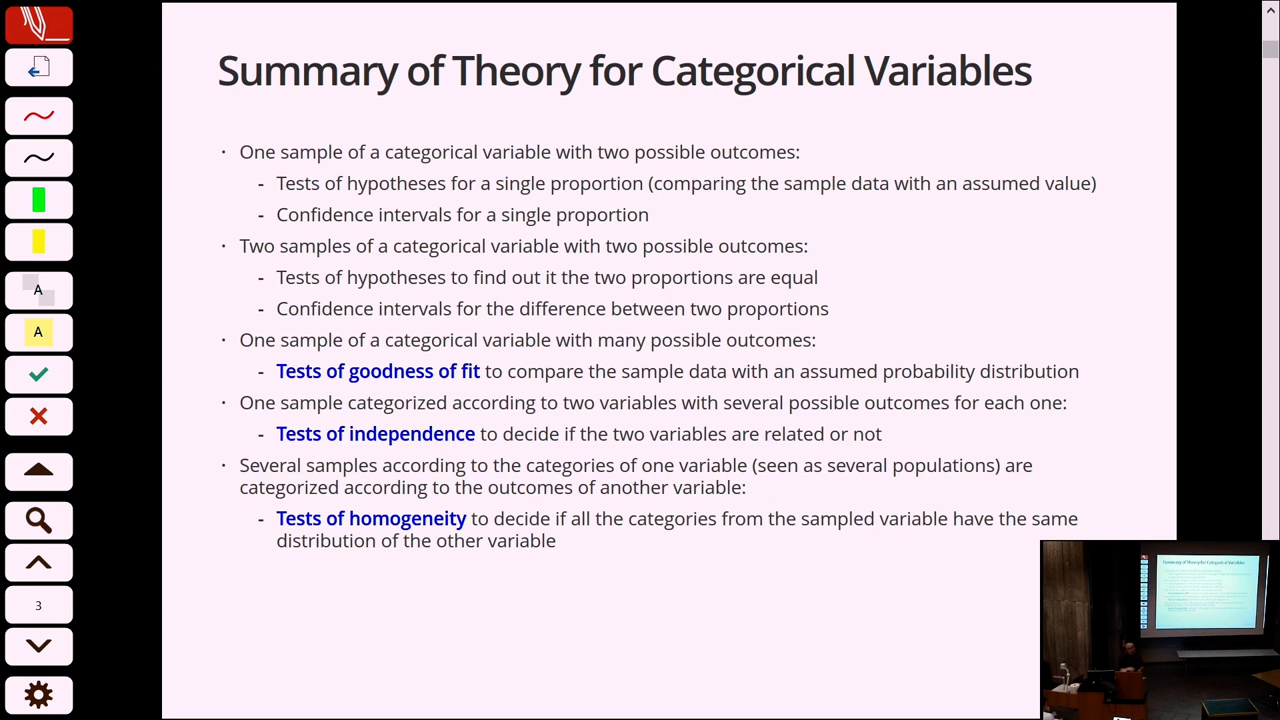 Summary of Theory for Categorical Variables
· One sample of a categorical variable with two possible outcomes:
- Tests of hypotheses for a single proportion (comparing the sample data with an assumed value)
- Confidence intervals for a single proportion
· Two samples of a categorical variable with two possible outcomes:
- Tests of hypotheses to find out it the two proportions are equal
- Confidence intervals for the difference between two proportions
· One sample of a categorical variable with many possible outcomes:
- Tests of goodness of fit to compare the sample data with an assumed probability distribution
· One sample categorized according to two variables with several possible outcomes for each one:
- Tests of independence to decide if the two variables are related or not
· Several samples according to the categories of one variable (seen as several populations) are
categorized according to the outcomes of another variable:
- Tests of homogeneity to decide if all the categories from the sampled variable have the same
distribution of the other variable
A
A
3
Summary of Theory for Categorical Variables